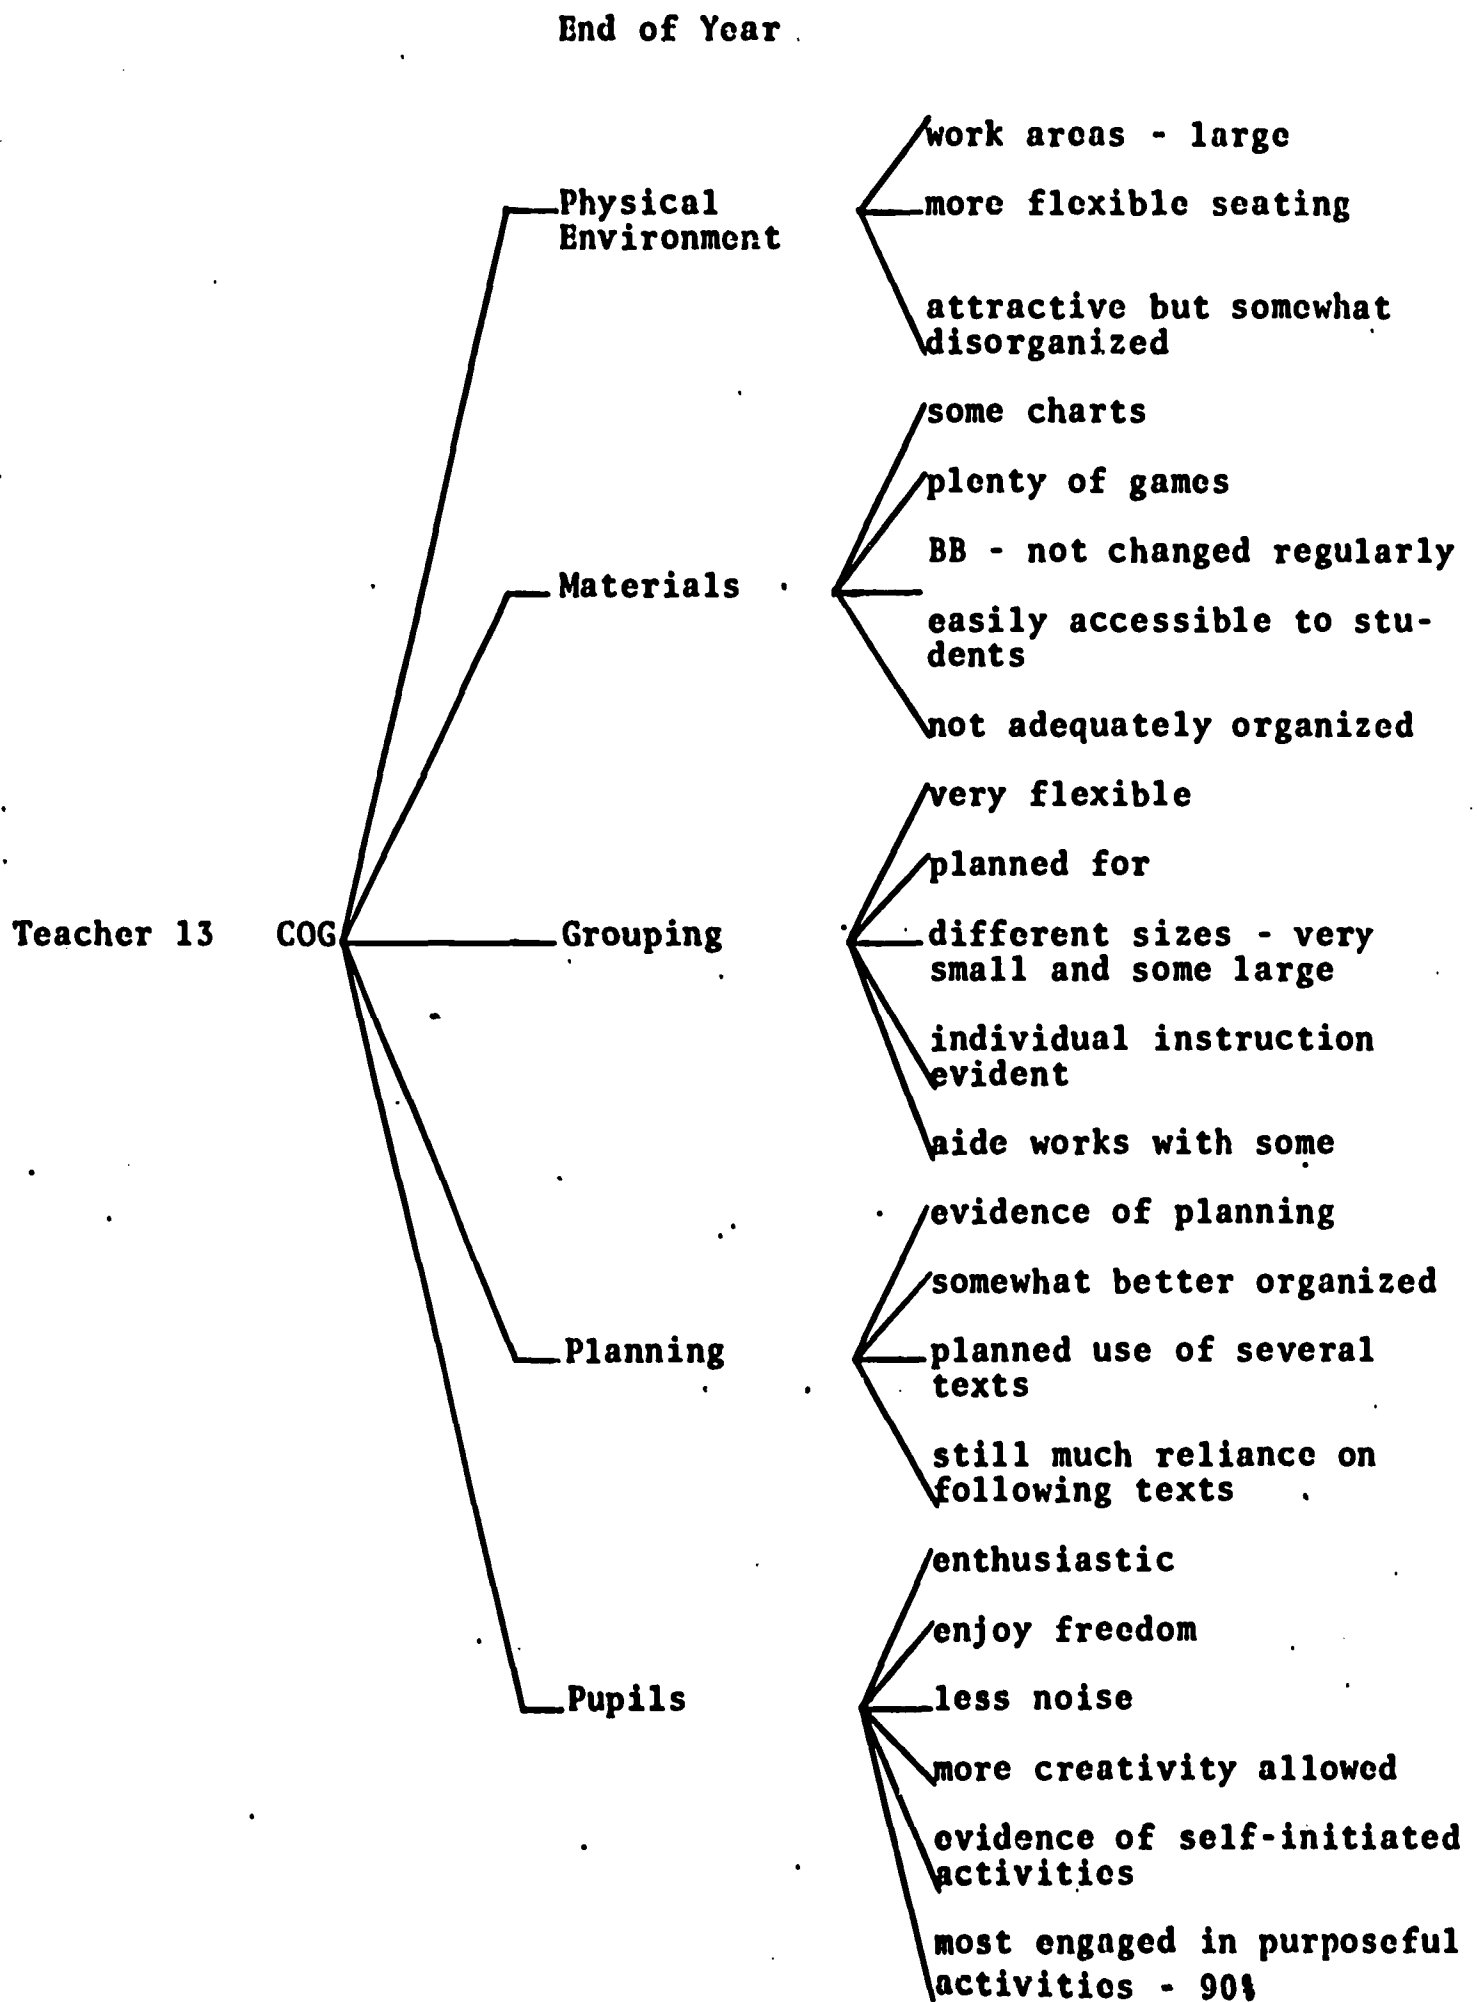 End of Year
work areas - large
Physical
Environment
more flexible seating
attractive but somewhat
disorganized
some charts
plenty of games
BB - not changed regularly
Materials
easily accessible to stu-
dents
not adequately organized
very flexible
planned for
Teacher 13 COG
Grouping
different sizes - very
small and some large
individual instruction
evident
aide works with some
evidence of planning
somewhat better organized
Planning
planned use of several
texts
still much reliance on
following texts
enthusiastic
enjoy freedom
Pupils
less noise
more creativity allowed
evidence of self-initiated
activities
most engaged in purposeful
activities - 90%